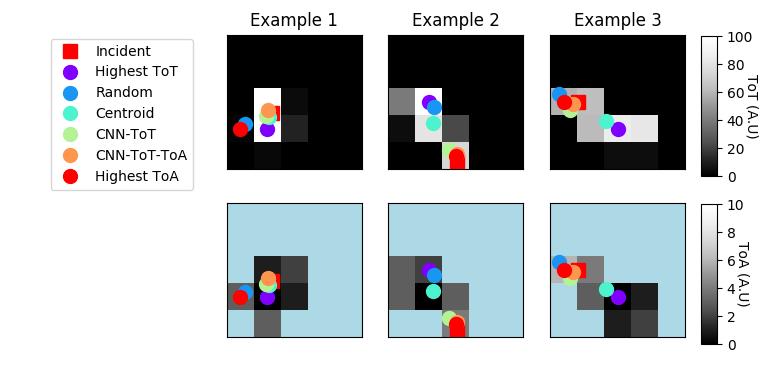 Example 1
Example 2
Example 3
Incident
Highest ToT
Random
Centroid
CNN-ToT
CNN-ToT-ToA
Highest ToA
100
80
60
40
20
0
ToT (A.U)
10
8
6
4
2
0
ToA (A.U)